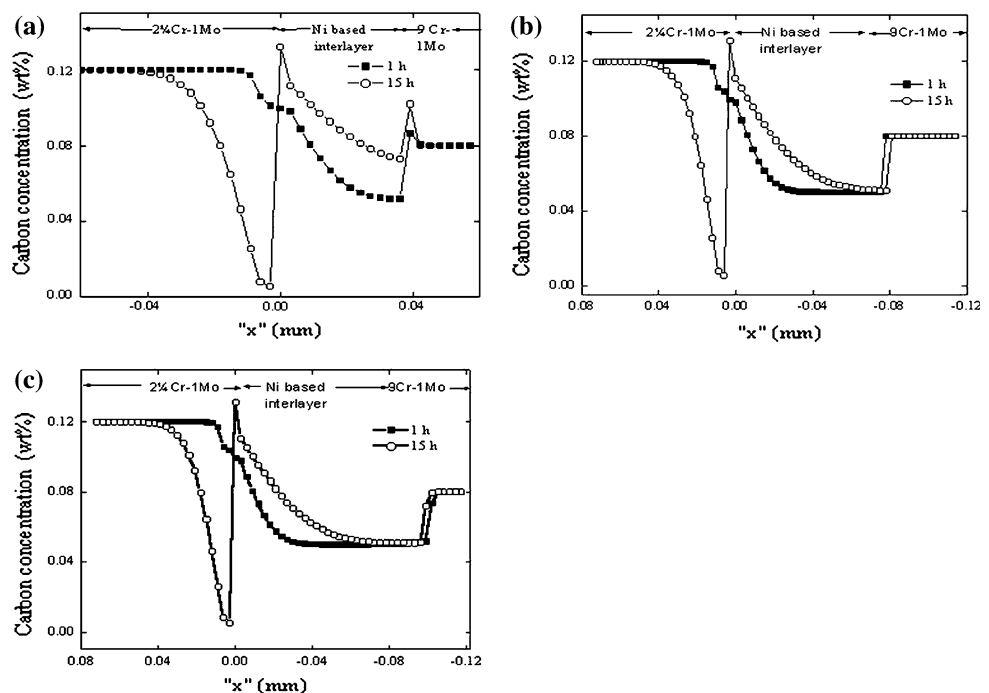 (a)
2¼Cr-1Mo
Ni based
interlayer
9 Cr-
1Mo
1 h
15 h
Carbon concentration (wt%)
0.12
0.08
0.04
0.00
-0.04
0.00
0.04
"x" (mm)
(b)
2¼Cr-1Mo
Ni based
interlayer
9Cr-1Mo
1 h
15 h
Carbon concentration (wt%)
0.12
0.08
0.04
0.00
0.08
0.04
0.00
-0.04
-0.08
-0.12
"x" (mm)
(c)
2¼Cr-1Mo
Ni based
interlayer
9Cr-1Mo
1 h
15 h
Carbon concentration (wt%)
0.12
0.08
0.04
0.00
0.08
0.04
0.00
-0.04
-0.08
-0.12
"x" (mm)